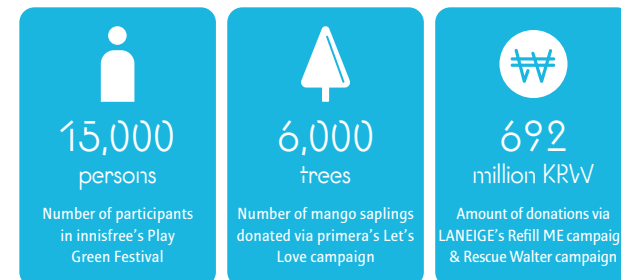 15,000
persons
Number of participants
in innisfree's Play
Green Festival
6,000
trees
Number of mango saplings
donated via primera's Let's
Love campaign
₩
692
million KRW
Amount of donations via
LANEIGE's Refill ME campaig
& Rescue Walter campaign